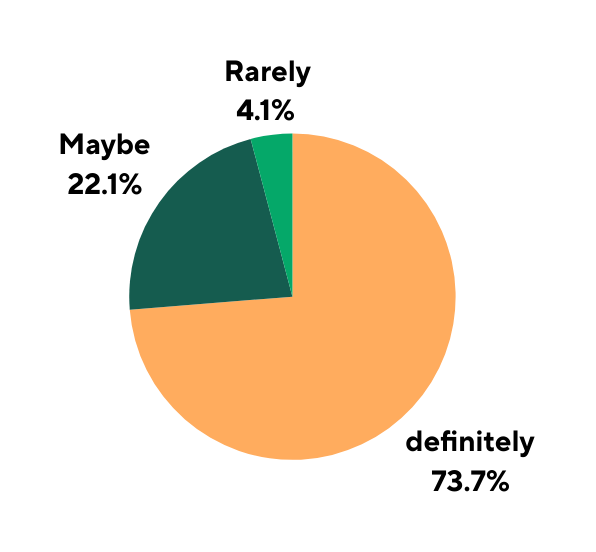 Rarely
4.1%
Maybe
22.1%
definitely
73.7%